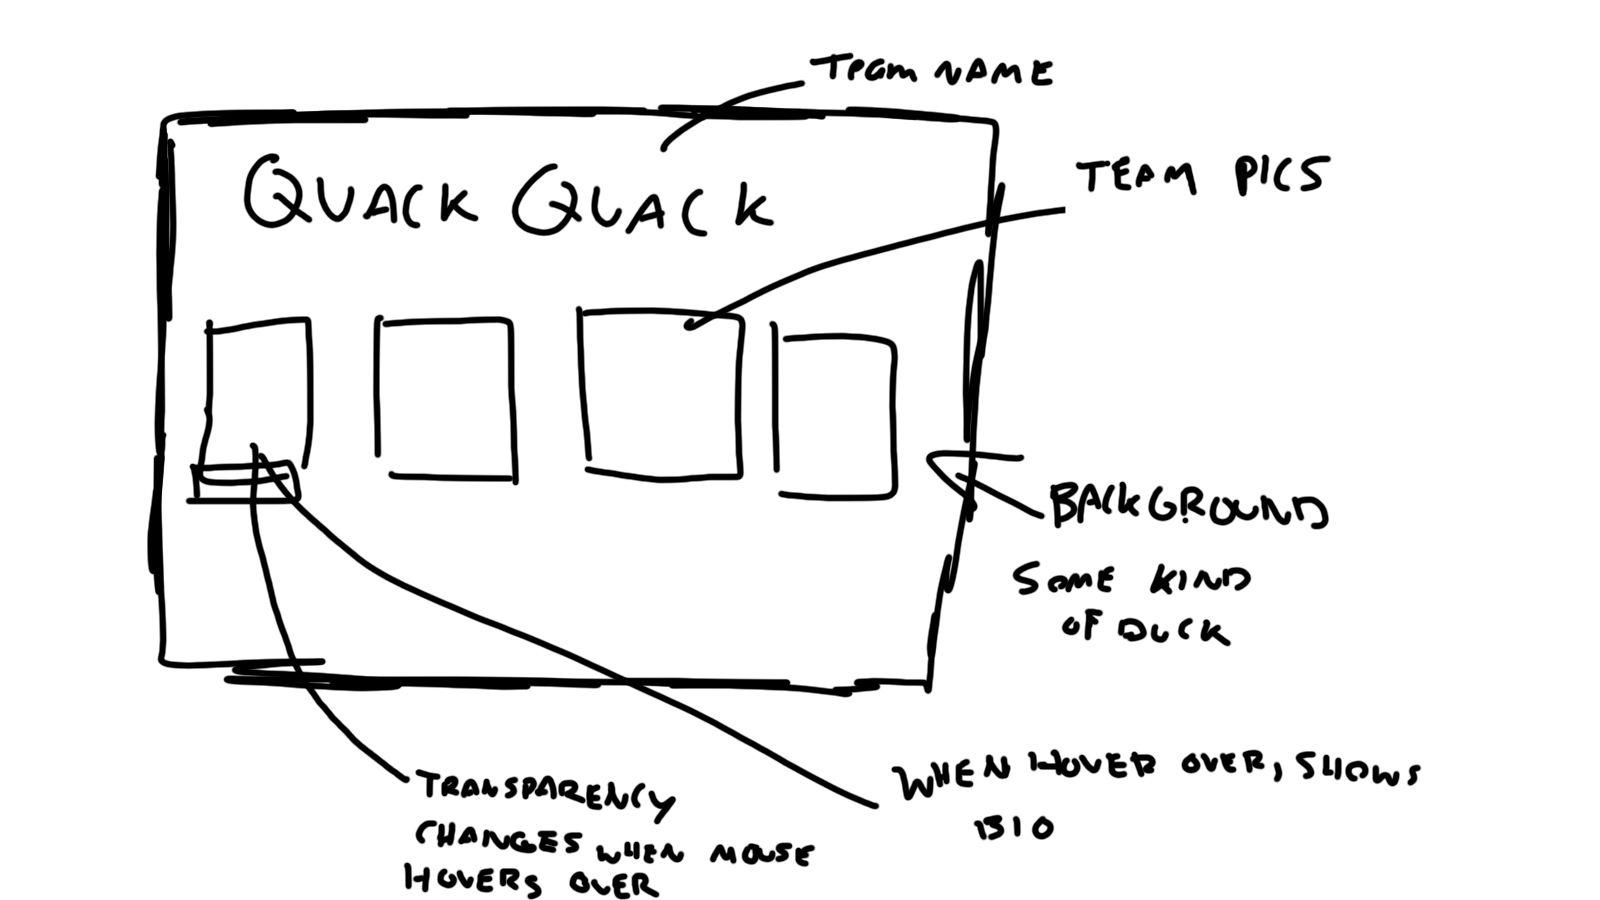 Team NAME
TEAM PICS
QUACK QUACK
BACKGROUND
SOME KIND
OF DUCK
WHEN HOVER OVER, SHOWS
BIO
TRANSPARENCY
CHANGES WHEN MOUSE
HOVERS OVER